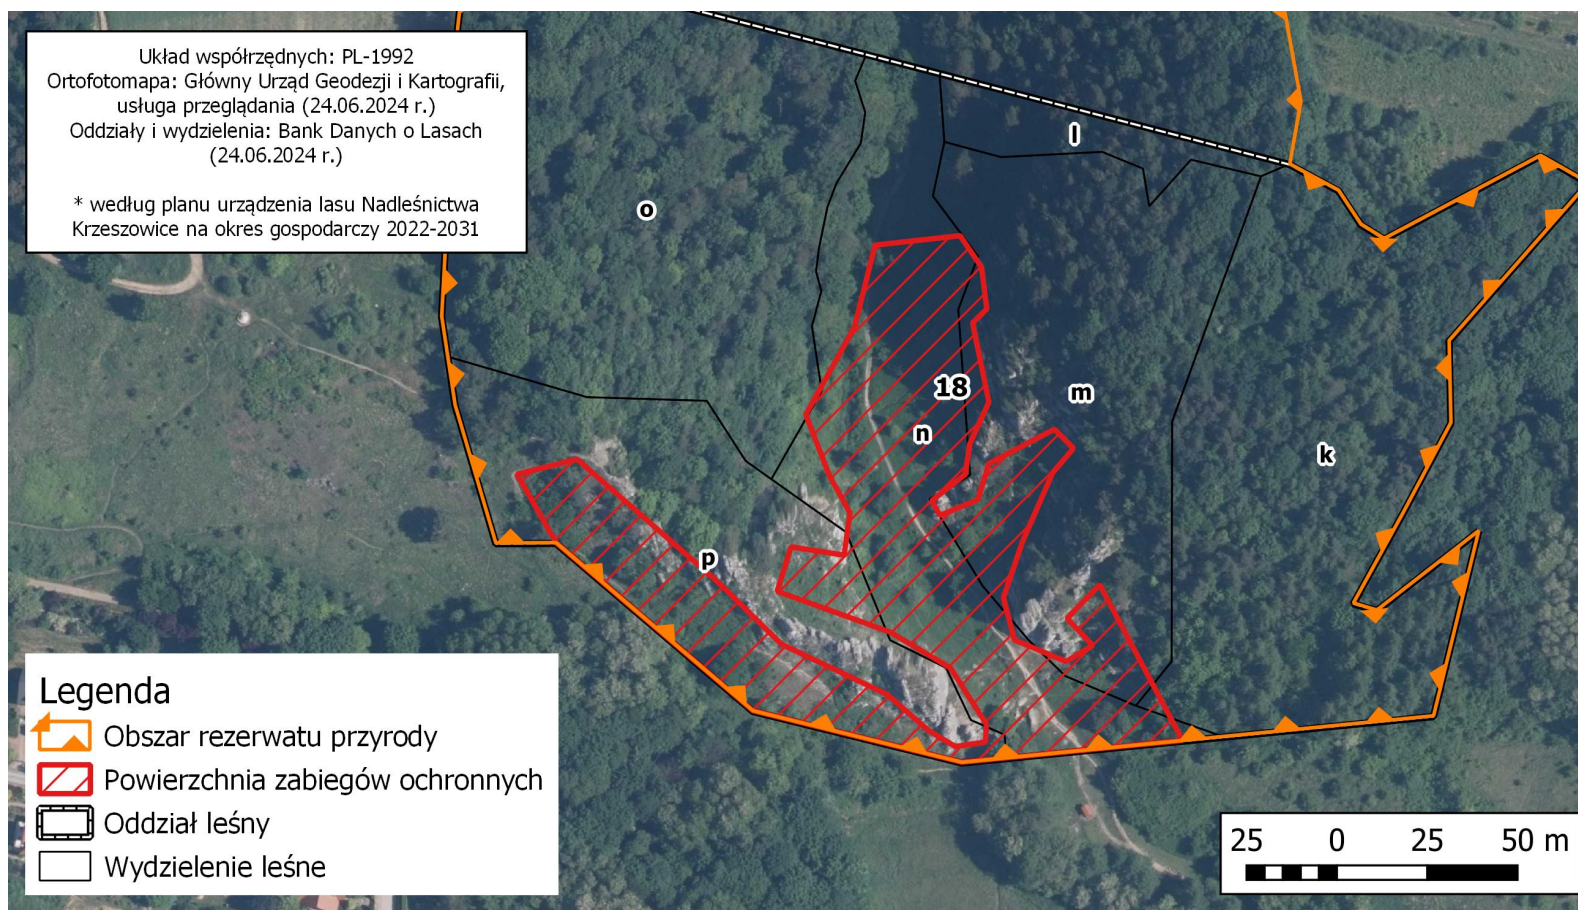 Układ współrzędnych: PL-1992
Ortofotomapa: Główny Urząd Geodezji i Kartografii,
usługa przeglądania (24.06.2024 r.)
Oddziały i wydzielenia: Bank Danych o Lasach
(24.06.2024 r.)
* według planu urządzenia lasu Nadleśnictwa
Krzeszowice na okres gospodarczy 2022-2031
l
o
18
m
n
k
p
Legenda
Obszar rezerwatu przyrody
Powierzchnia zabiegów ochronnych
Oddział leśny
Wydzielenie leśne
25 0 25 50 m